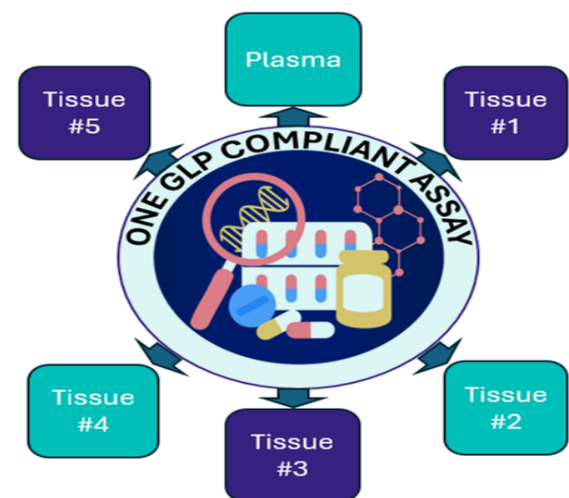 Plasma
Tissue
#5
Tissue
#1
ONE GLP COMPLIANT ASSAY
Tissue
#4
Tissue
#2
Tissue
#3